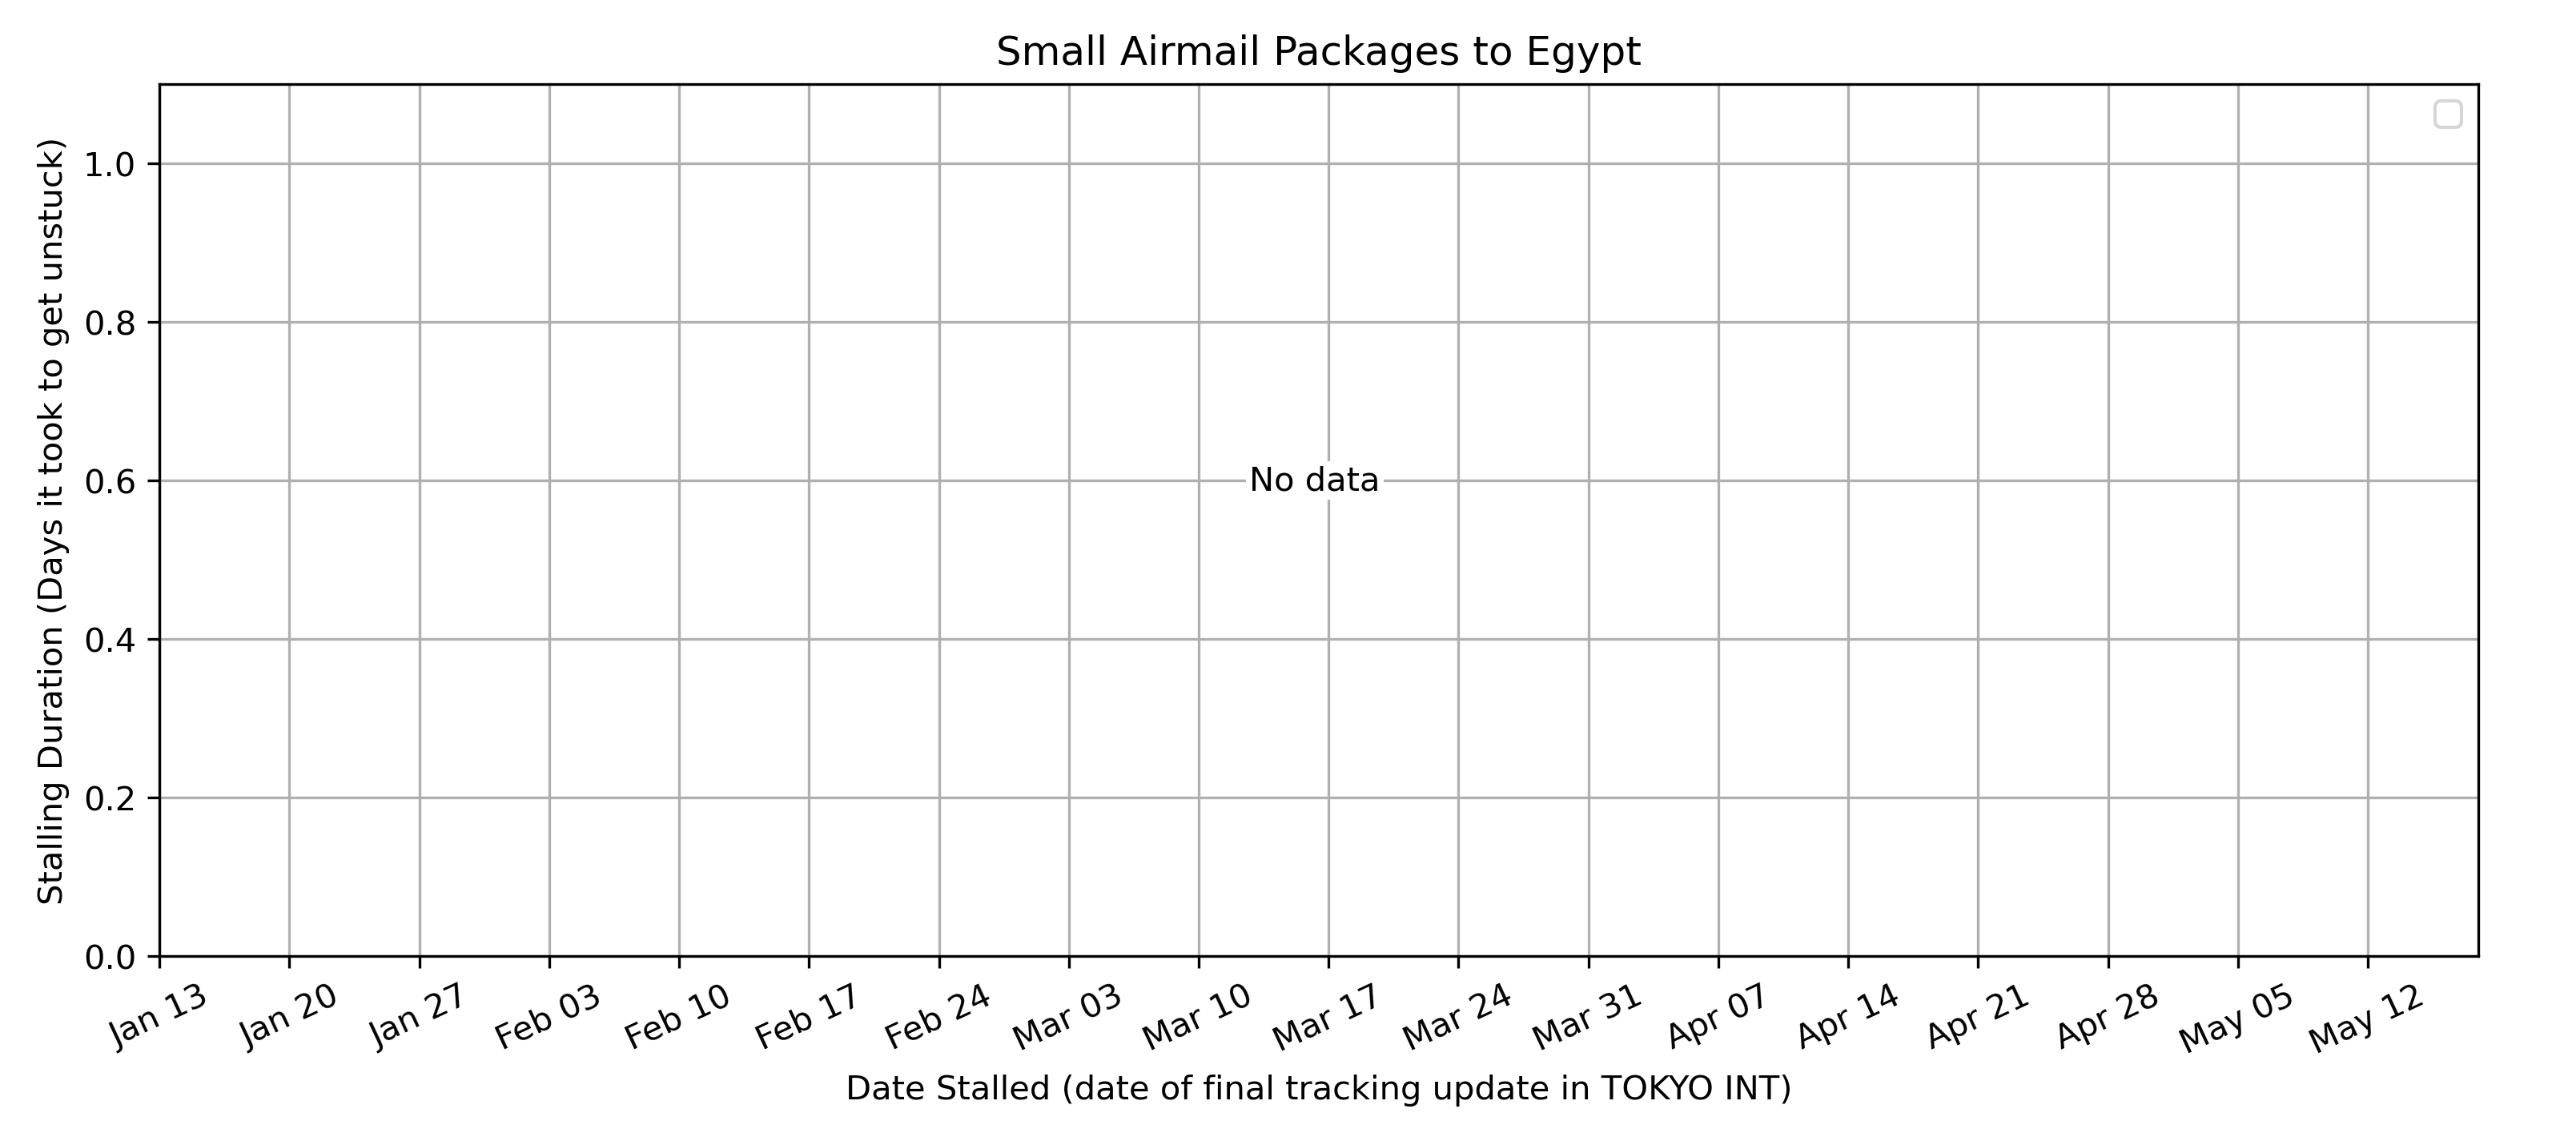 Small Airmail Packages to Egypt
Stalling Duration (Days it took to get unstuck)
1.0
0.8
0.6
0.4
0.2
0.0
No data
Jan 13
Jan 20
Jan 27
Feb 03
Feb 10
Feb 17
Feb 24
Mar 03
Mar 10
Mar 17
Mar 24
Mar 31
Apr 07
Apr 14
Apr 21
Apr 28
May 05
May 12
Date Stalled (date of final tracking update in TOKYO INT)